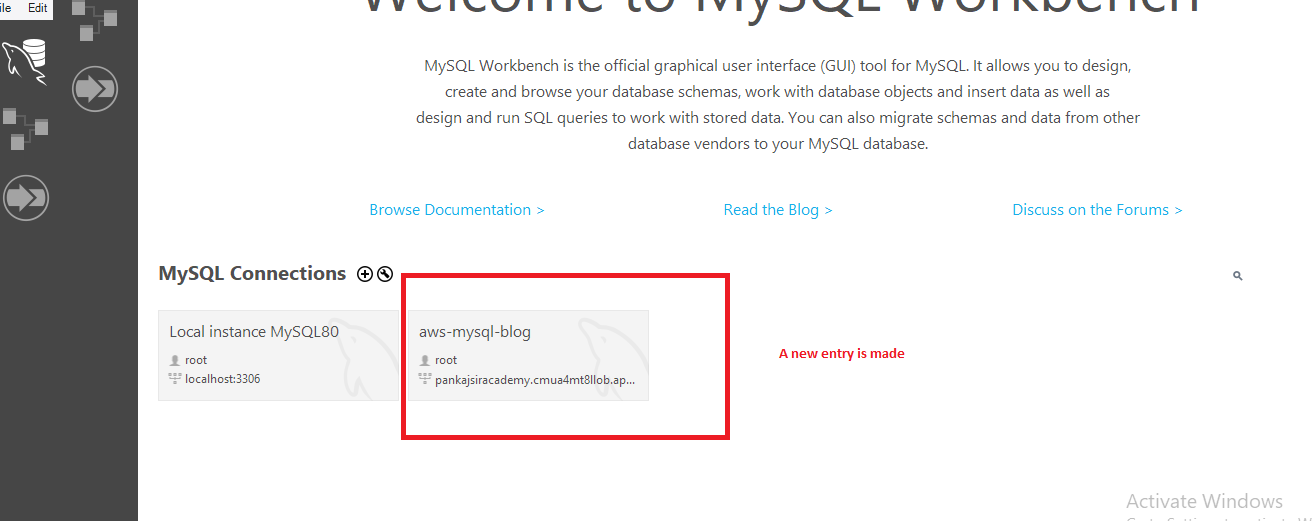 ile Edit
Welcome to MySQL Workbench
MySQL Workbench is the official graphical user interface (GUI) tool for MySQL. It allows you to design,
create and browse your database schemas, work with database objects and insert data as well as
design and run SQL queries to work with stored data. You can also migrate schemas and data from other
database vendors to your MySQL database.
Browse Documentation >
Read the Blog >
Discuss on the Forums >
MySQL Connections
Local instance MySQL80
root
localhost:3306
aws-mysql-blog
root
pankajsiracademy.cmua4mt8llob.ap...
A new entry is made
Activate Windows